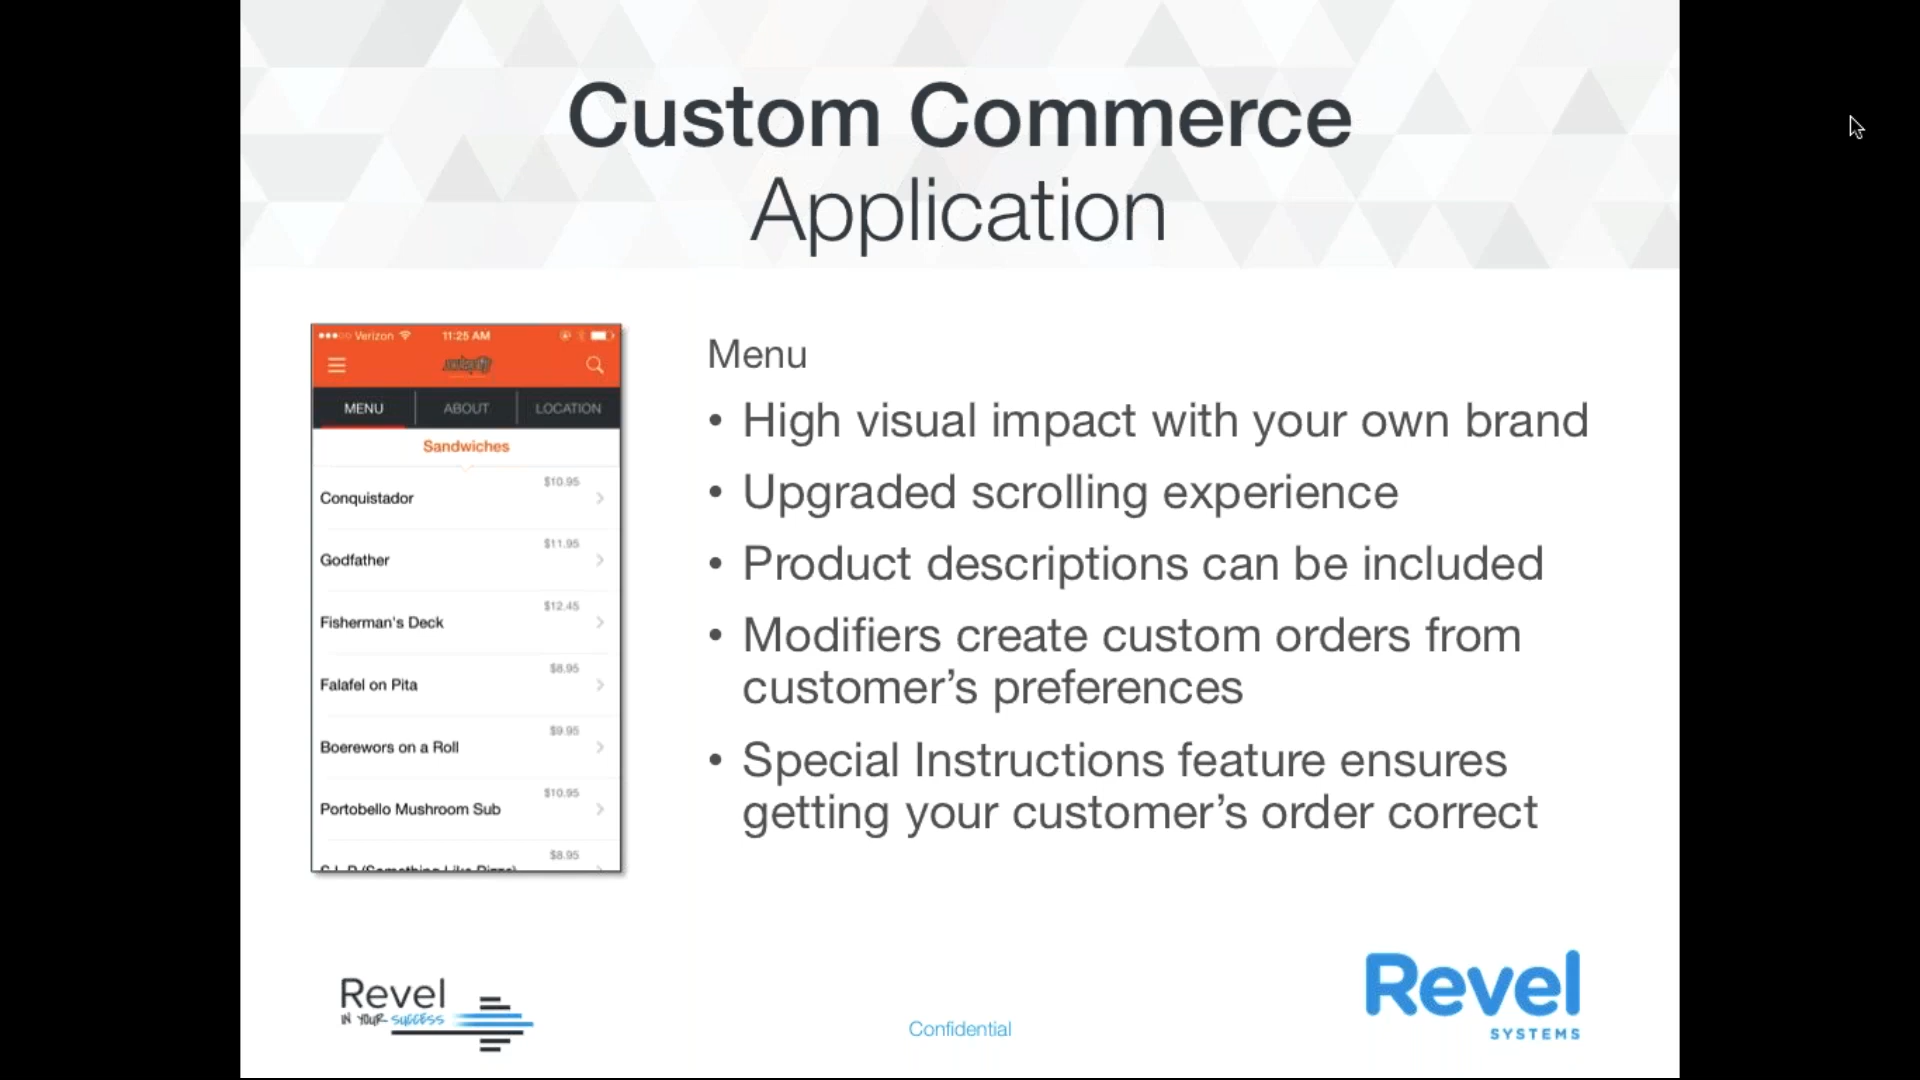 Custom Commerce
Application
Verizon 11:25 AM
MENU ABOUT LOCATION
Sandwiches
Conquistador $10.95
Godfather $11.95
Fisherman's Deck $12.45
Falafel on Pita $8.95
Boerewors on a Roll $9.95
Portobello Mushroom Sub $10.95
$8.95
Menu
• High visual impact with your own brand
• Upgraded scrolling experience
• Product descriptions can be included
• Modifiers create custom orders from
customer’s preferences
• Special Instructions feature ensures
getting your customer’s order correct
Revel
IN YOUR SUCCESS
Confidential
Revel
SYSTEMS